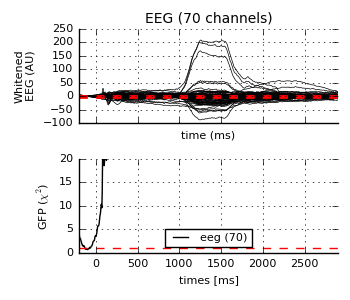 EEG (70 channels)
Whitened
EEG (AU)
250
200
150
100
50
0
−50
−100
time (ms)
GFP (χ²)
20
15
10
5
0
eeg (70)
0 500 1000 1500 2000 2500
times [ms]